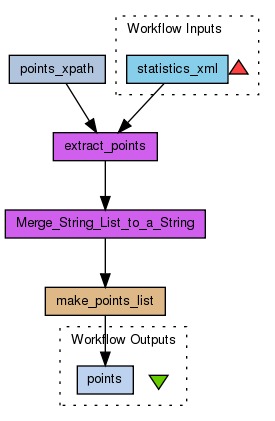 Workflow Inputs
points_xpath
statistics_xml
extract_points
Merge_String_List_to_a_String
make_points_list
Workflow Outputs
points